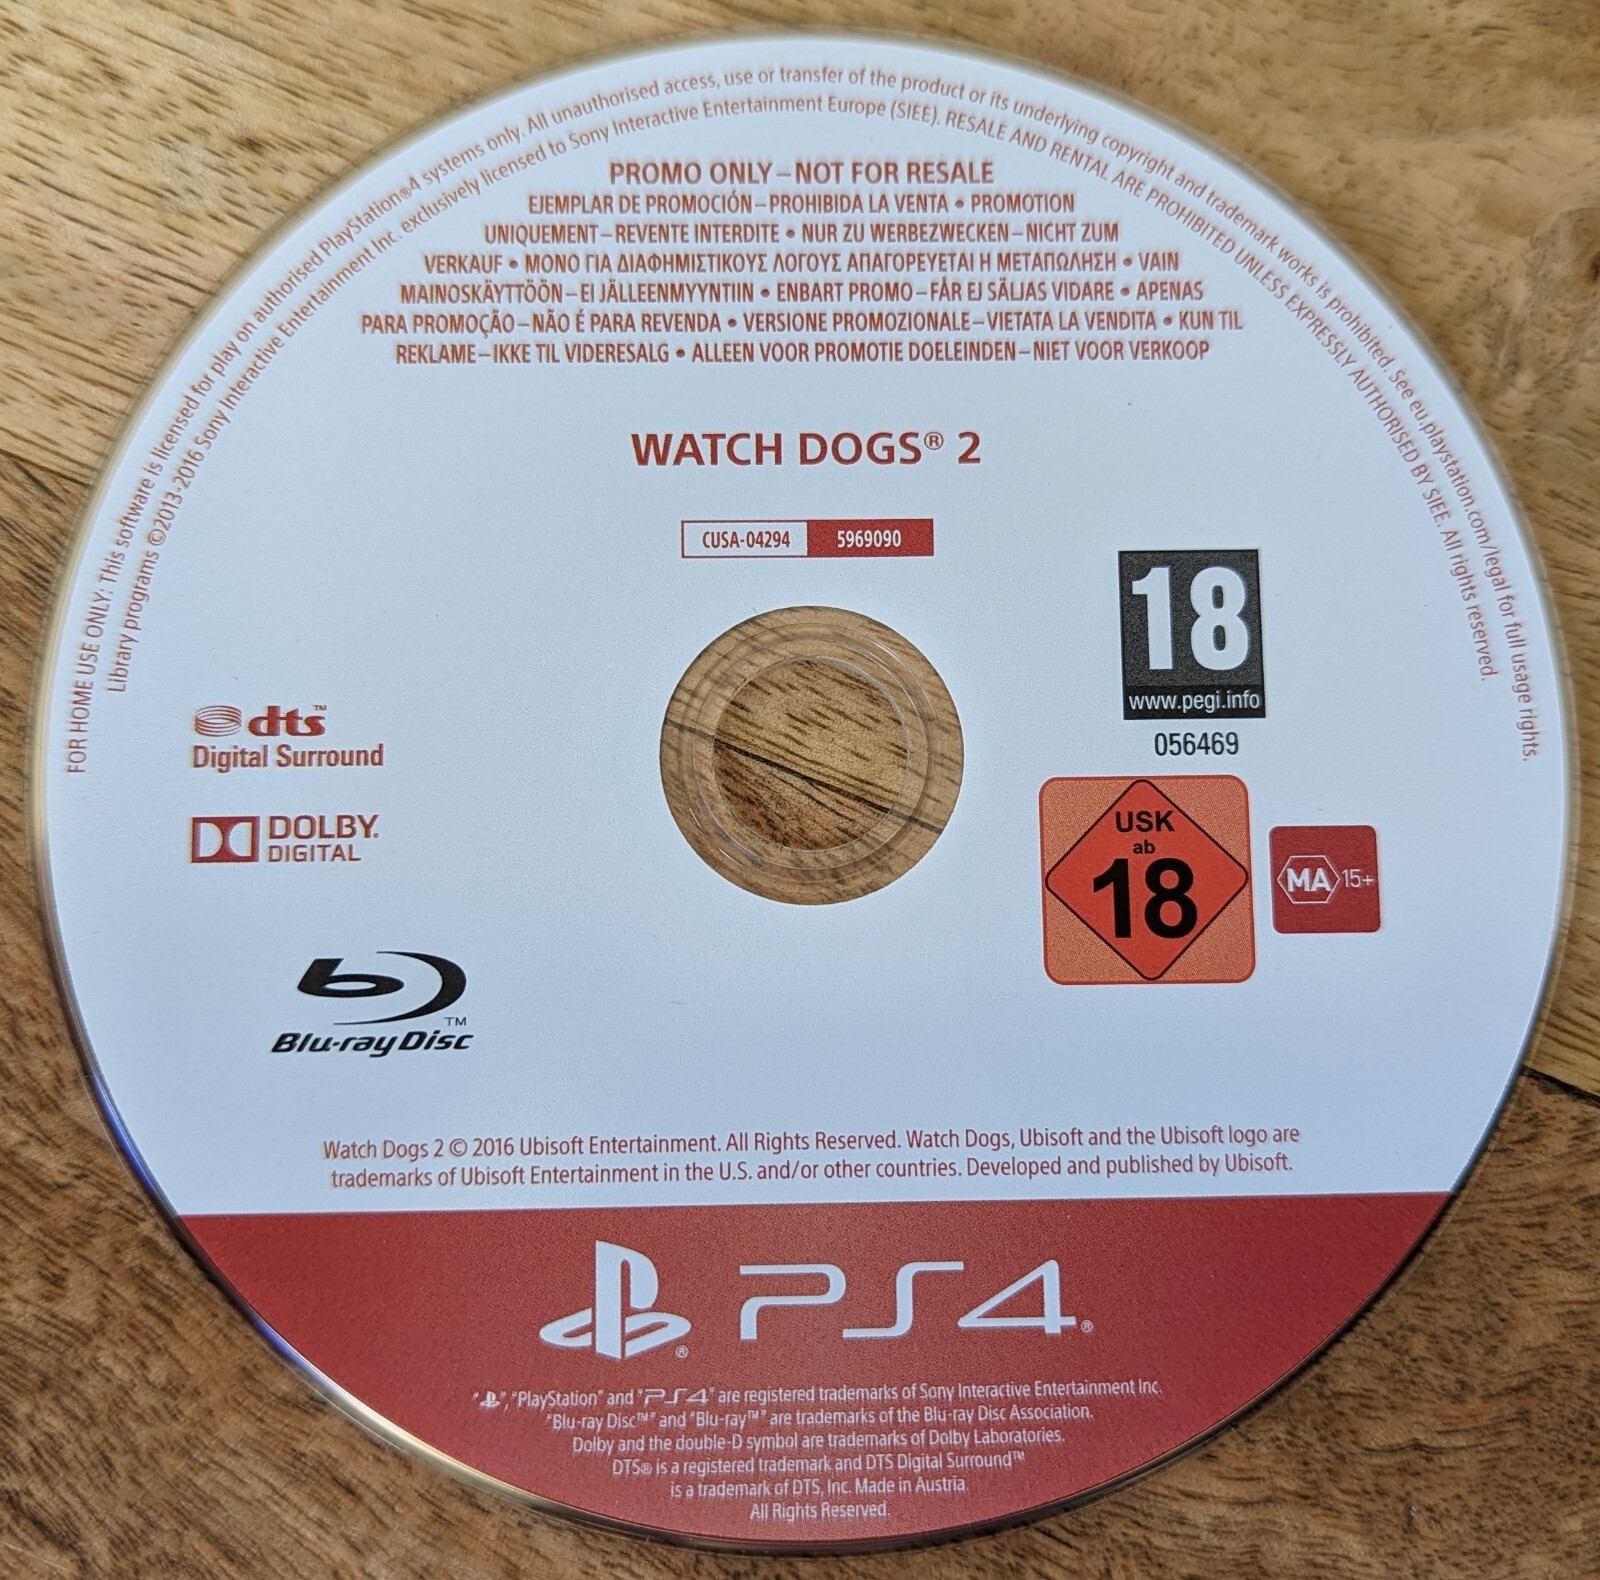 FOR HOME USE ONLY: This software is licensed for play on authorised PlayStation®4 systems only. All unauthorised access, use or transfer of the product or its underlying copyright and trademark works is prohibited. See eu.playstation.com/legal for full usage rights.
Library programs ©2013-2016 Sony Interactive Entertainment Inc. exclusively licensed to Sony Interactive Entertainment Europe (SIEE). RESALE AND RENTAL ARE PROHIBITED UNLESS EXPRESSLY AUTHORISED BY SIEE. All rights reserved.
PROMO ONLY – NOT FOR RESALE
EJEMPLAR DE PROMOCIÓN – PROHIBIDA LA VENTA • PROMOTION
UNIQUEMENT – REVENTE INTERDITE • NUR ZU WERBEZWECKEN – NICHT ZUM
VERKAUF • ΜΟΝΟ ΓΙΑ ΔΙΑΦΗΜΙΣΤΙΚΟΥΣ ΛΟΓΟΥΣ ΑΠΑΓΟΡΕΥΕΤΑΙ Η ΜΕΤΑΠΩΛΗΣΗ • VAIN
MAINOSKÄYTTÖÖN – EI JÄLLEENMYYNTIIN • ENBART PROMO – FÅR EJ SÄLJAS VIDARE • APENAS
PARA PROMOÇÃO – NÃO É PARA REVENDA • VERSIONE PROMOZIONALE – VIETATA LA VENDITA • KUN TIL
REKLAME – IKKE TIL VIDERESALG • ALLEEN VOOR PROMOTIE DOELEINDEN – NIET VOOR VERKOOP
WATCH DOGS® 2
CUSA-04294 5969090
18
www.pegi.info
056469
dts™
Digital Surround
DOLBY.
DIGITAL
USK
ab
18
MA 15+
Blu-ray Disc™
Watch Dogs 2 © 2016 Ubisoft Entertainment. All Rights Reserved. Watch Dogs, Ubisoft and the Ubisoft logo are
trademarks of Ubisoft Entertainment in the U.S. and/or other countries. Developed and published by Ubisoft.
PS4®
" ", "PlayStation" and "PS4" are registered trademarks of Sony Interactive Entertainment Inc.
"Blu-ray Disc™" and "Blu-ray™" are trademarks of the Blu-ray Disc Association.
Dolby and the double-D symbol are trademarks of Dolby Laboratories.
DTS® is a registered trademark and DTS Digital Surround™
is a trademark of DTS, Inc. Made in Austria.
All Rights Reserved.